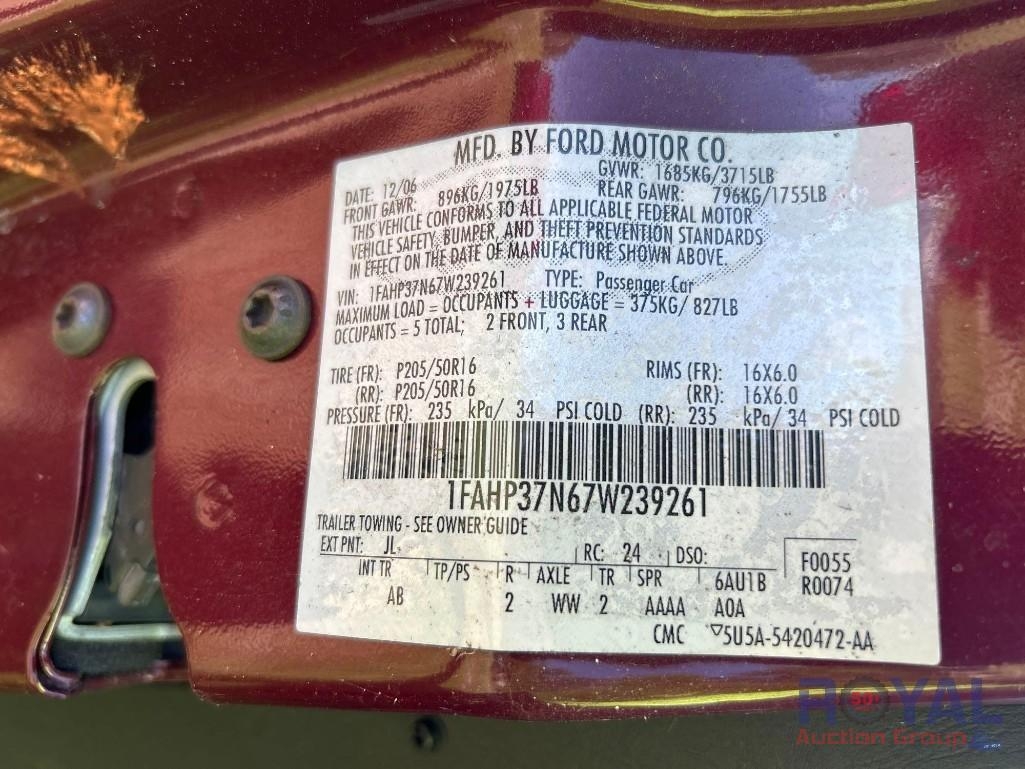 MFD. BY FORD MOTOR CO.
DATE: 12/06 GVWR: 1685KG/3715LB
FRONT GAWR: 896KG/1975LB REAR GAWR: 796KG/1755LB
THIS VEHICLE CONFORMS TO ALL APPLICABLE FEDERAL MOTOR
VEHICLE SAFETY, BUMPER, AND THEFT PREVENTION STANDARDS
IN EFFECT ON THE DATE OF MANUFACTURE SHOWN ABOVE.
VIN: 1FAHP37N67W239261 TYPE: Passenger Car
MAXIMUM LOAD = OCCUPANTS + LUGGAGE = 375KG/ 827LB
OCCUPANTS = 5 TOTAL; 2 FRONT, 3 REAR
TIRE (FR): P205/50R16 RIMS (FR): 16X6.0
(RR): P205/50R16 (RR): 16X6.0
PRESSURE (FR): 235 kPa/ 34 PSI COLD (RR): 235 kPa/ 34 PSI COLD
1FAHP37N67W239261
TRAILER TOWING - SEE OWNER GUIDE
EXT PNT: JL RC: 24 DSO: F0055
INT TR TP/PS R AXLE TR SPR 6AU1B R0074
AB 2 WW 2 AAAA A0A
CMC ▽5U5A-5420472-AA
ROYAL
Auction Group